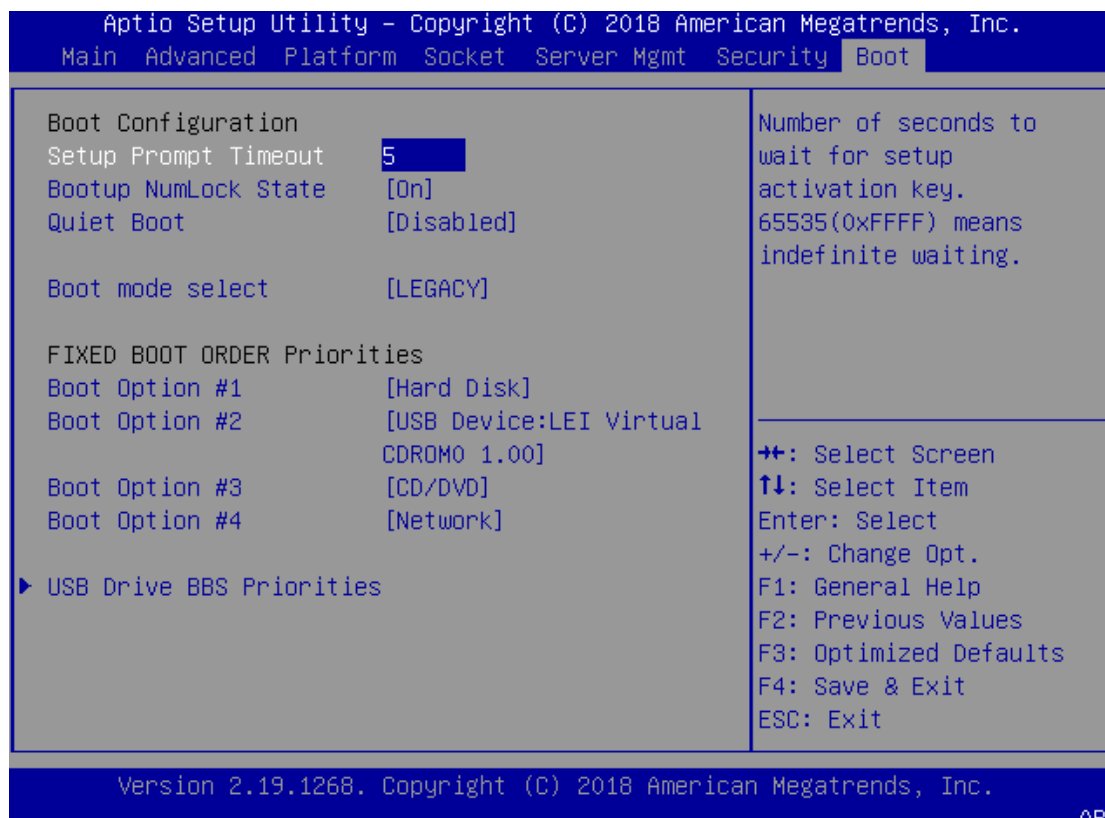 Aptio Setup Utility – Copyright (C) 2018 American Megatrends, Inc.
Main Advanced Platform Socket Server Mgmt Security Boot
Boot Configuration
Setup Prompt Timeout 5
Bootup NumLock State [On]
Quiet Boot [Disabled]
Boot mode select [LEGACY]
FIXED BOOT ORDER Priorities
Boot Option #1 [Hard Disk]
Boot Option #2 [USB Device:LEI Virtual
CDROM0 1.00]
Boot Option #3 [CD/DVD]
Boot Option #4 [Network]
▶ USB Drive BBS Priorities
Number of seconds to
wait for setup
activation key.
65535(0xFFFF) means
indefinite waiting.
→←: Select Screen
↑↓: Select Item
Enter: Select
+/-: Change Opt.
F1: General Help
F2: Previous Values
F3: Optimized Defaults
F4: Save & Exit
ESC: Exit
Version 2.19.1268. Copyright (C) 2018 American Megatrends, Inc.